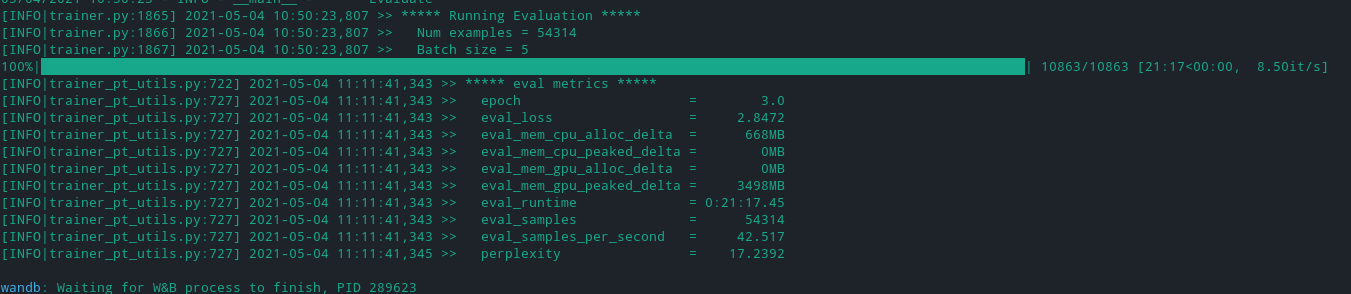 [INFO|trainer.py:1865] 2021-05-04 10:50:23,807 >> ***** Running Evaluation *****
[INFO|trainer.py:1866] 2021-05-04 10:50:23,807 >>   Num examples = 54314
[INFO|trainer.py:1867] 2021-05-04 10:50:23,807 >>   Batch size = 5
100%| | 10863/10863 [21:17<00:00,  8.50it/s]
[INFO|trainer_pt_utils.py:722] 2021-05-04 11:11:41,343 >> ***** eval metrics *****
[INFO|trainer_pt_utils.py:727] 2021-05-04 11:11:41,343 >>   epoch                     =        3.0
[INFO|trainer_pt_utils.py:727] 2021-05-04 11:11:41,343 >>   eval_loss                 =     2.8472
[INFO|trainer_pt_utils.py:727] 2021-05-04 11:11:41,343 >>   eval_mem_cpu_alloc_delta  =      668MB
[INFO|trainer_pt_utils.py:727] 2021-05-04 11:11:41,343 >>   eval_mem_cpu_peaked_delta =        0MB
[INFO|trainer_pt_utils.py:727] 2021-05-04 11:11:41,343 >>   eval_mem_gpu_alloc_delta  =        0MB
[INFO|trainer_pt_utils.py:727] 2021-05-04 11:11:41,343 >>   eval_mem_gpu_peaked_delta =     3498MB
[INFO|trainer_pt_utils.py:727] 2021-05-04 11:11:41,343 >>   eval_runtime              = 0:21:17.45
[INFO|trainer_pt_utils.py:727] 2021-05-04 11:11:41,343 >>   eval_samples              =      54314
[INFO|trainer_pt_utils.py:727] 2021-05-04 11:11:41,343 >>   eval_samples_per_second   =     42.517
[INFO|trainer_pt_utils.py:727] 2021-05-04 11:11:41,345 >>   perplexity                =    17.2392
wandb: Waiting for W&B process to finish, PID 289623